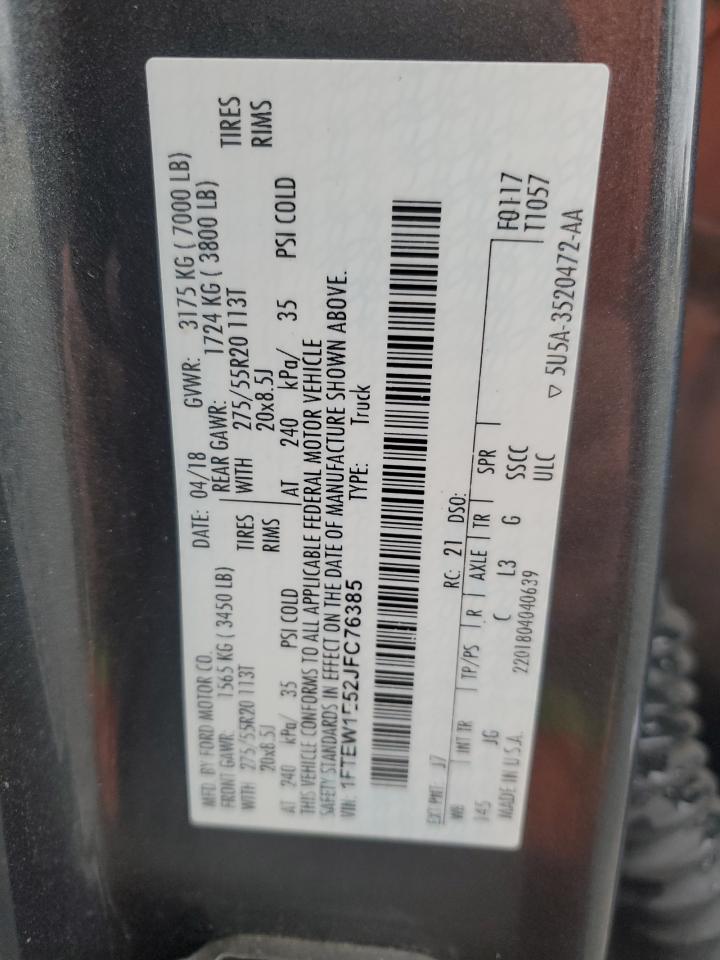 MFD. BY FORD MOTOR CO. DATE: 04/18 GVWR: 3175 KG ( 7000 LB)
FRONT GAWR: 1565 KG ( 3450 LB) REAR GAWR: 1724 KG ( 3800 LB)
WITH 275/55R20 113T TIRES WITH 275/55R20 113T TIRES
20x8.5J RIMS 20x8.5J RIMS
AT 240 kPa/ 35 PSI COLD AT 240 kPa/ 35 PSI COLD
THIS VEHICLE CONFORMS TO ALL APPLICABLE FEDERAL MOTOR VEHICLE
SAFETY STANDARDS IN EFFECT ON THE DATE OF MANUFACTURE SHOWN ABOVE.
VIN: 1FTEW1E52JFC76385 TYPE: Truck
EXT PNT: RC: 21 DSO:
WB INT TR TP/PS R AXLE TR SPR F0117
145 JG C L3 G T1057
MADE IN U.S.A. 2201804040639 SSCC
ULC ▽ 5U5A-3520472-AA